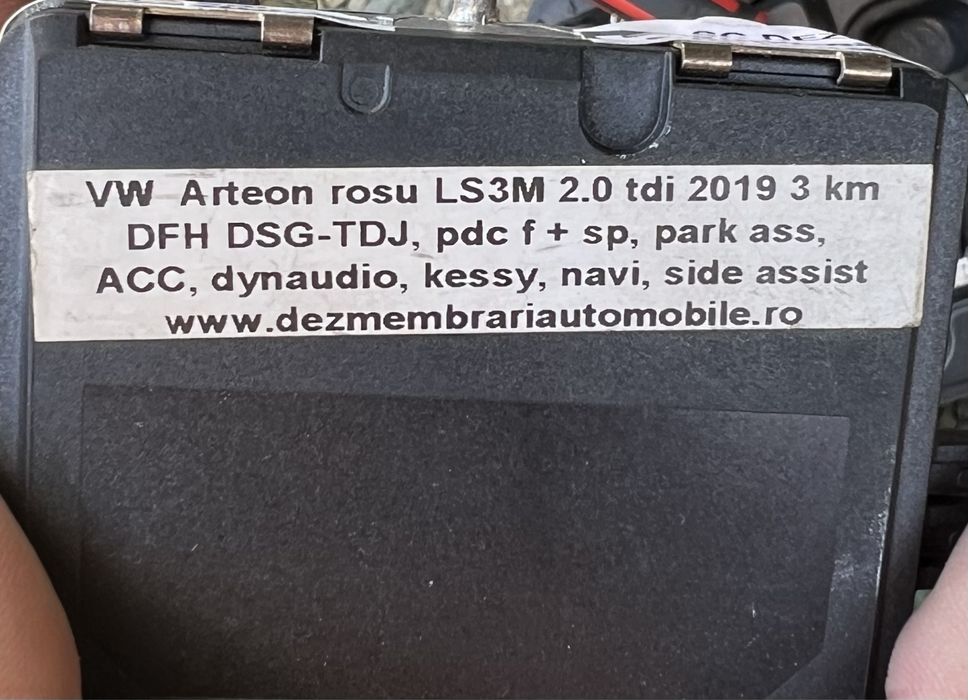 VW Arteon rosu LS3M 2.0 tdi 2019 3 km
DFH DSG-TDJ, pdc f + sp, park ass,
ACC, dynaudio, kessy, navi, side assist
www.dezmembrariautomobile.ro